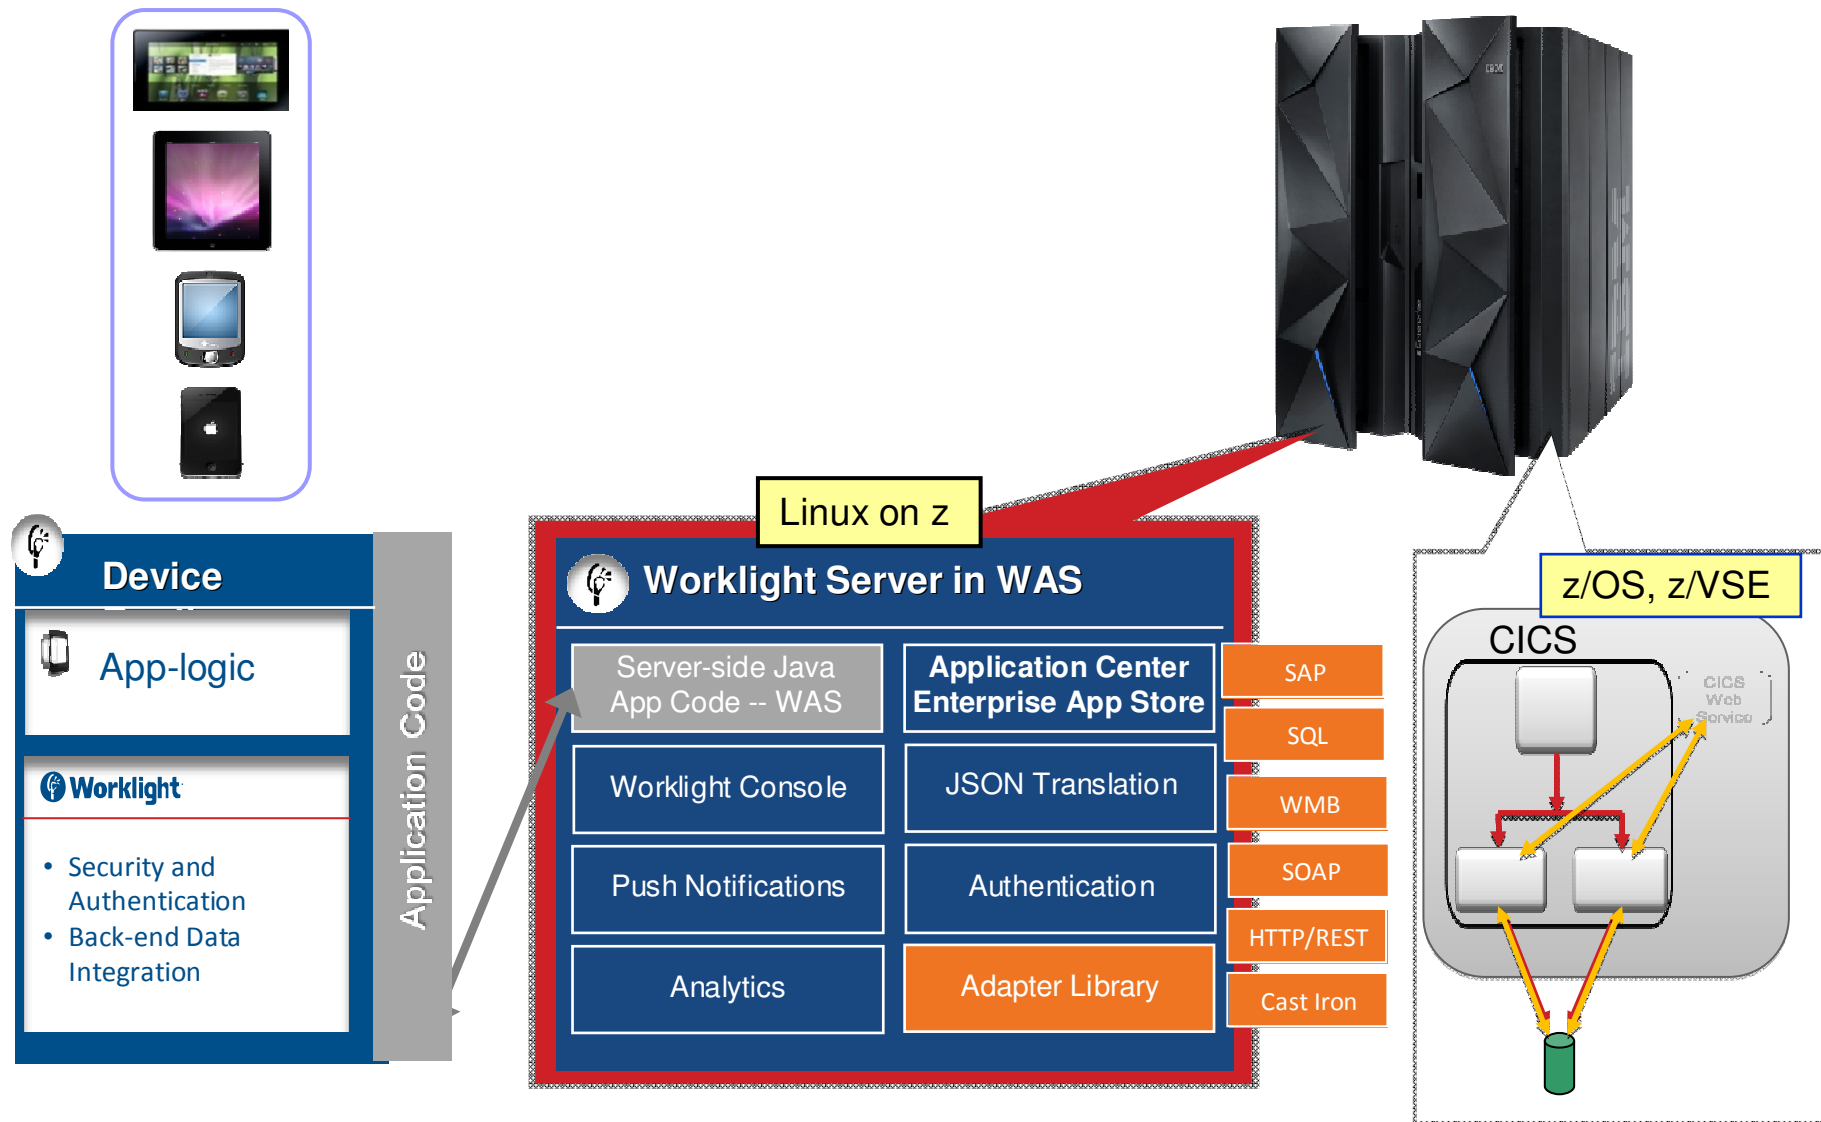 IBM
Linux on z
z/OS, z/VSE
Device
App-logic
Worklight
• Security and
Authentication
• Back-end Data
Integration
Application Code
Worklight Server in WAS
Server-side Java
App Code -- WAS
Application Center
Enterprise App Store
Worklight Console
JSON Translation
Push Notifications
Authentication
Analytics
Adapter Library
SAP
SQL
WMB
SOAP
HTTP/REST
Cast Iron
CICS
CICS
Web
Service